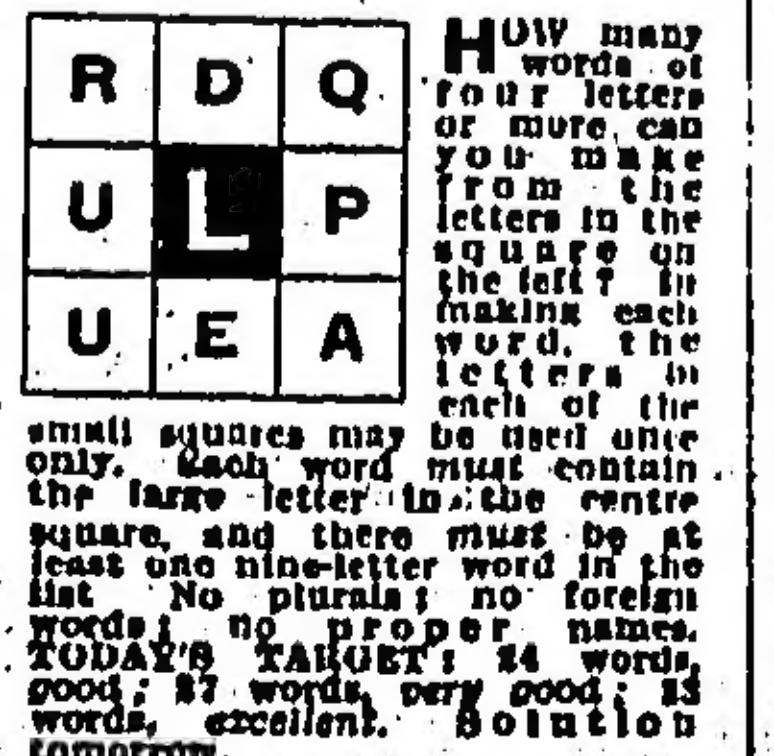 R D Q
U L P
U E A
HOW many
words of
four letters
or more can
you make
from the
letters in the
square on
the left? In
making each
word, the
letters in
each of the
small squares may be used once
only. Each word must contain
the large letter in the centre
square, and there must be at
least one nine-letter word in the
list. No plurals; no foreign
words; no proper names.
TODAY'S TARGET: words,
good; words, very good;
words, excellent. Solution
tomorrow.